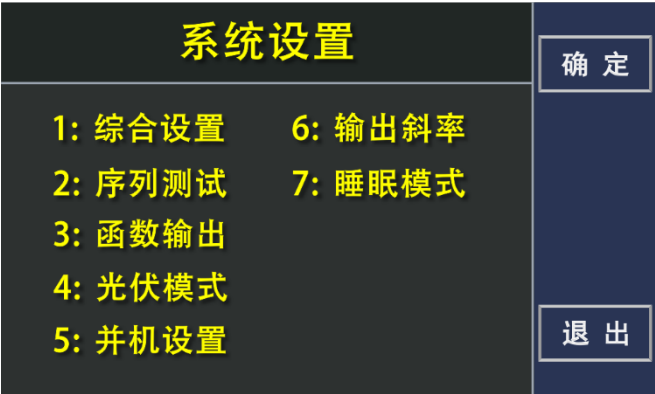 系统设置
确 定
1: 综合设置
6: 输出斜率
2: 序列测试
7: 睡眠模式
3: 函数输出
4: 光伏模式
5: 并机设置
退 出